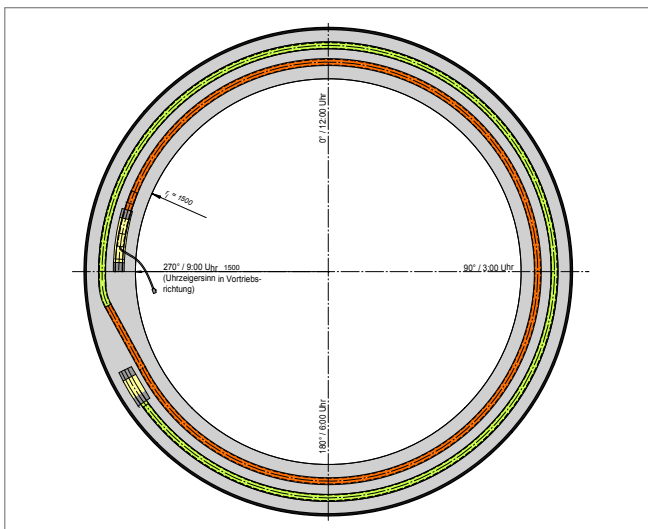 0° / 12:00 Uhr
rᵢ = 1500
270° / 9:00 Uhr 1500
(Uhrzeigersinn in Vortriebs-
richtung)
90° / 3:00 Uhr
180° / 6:00 Uhr